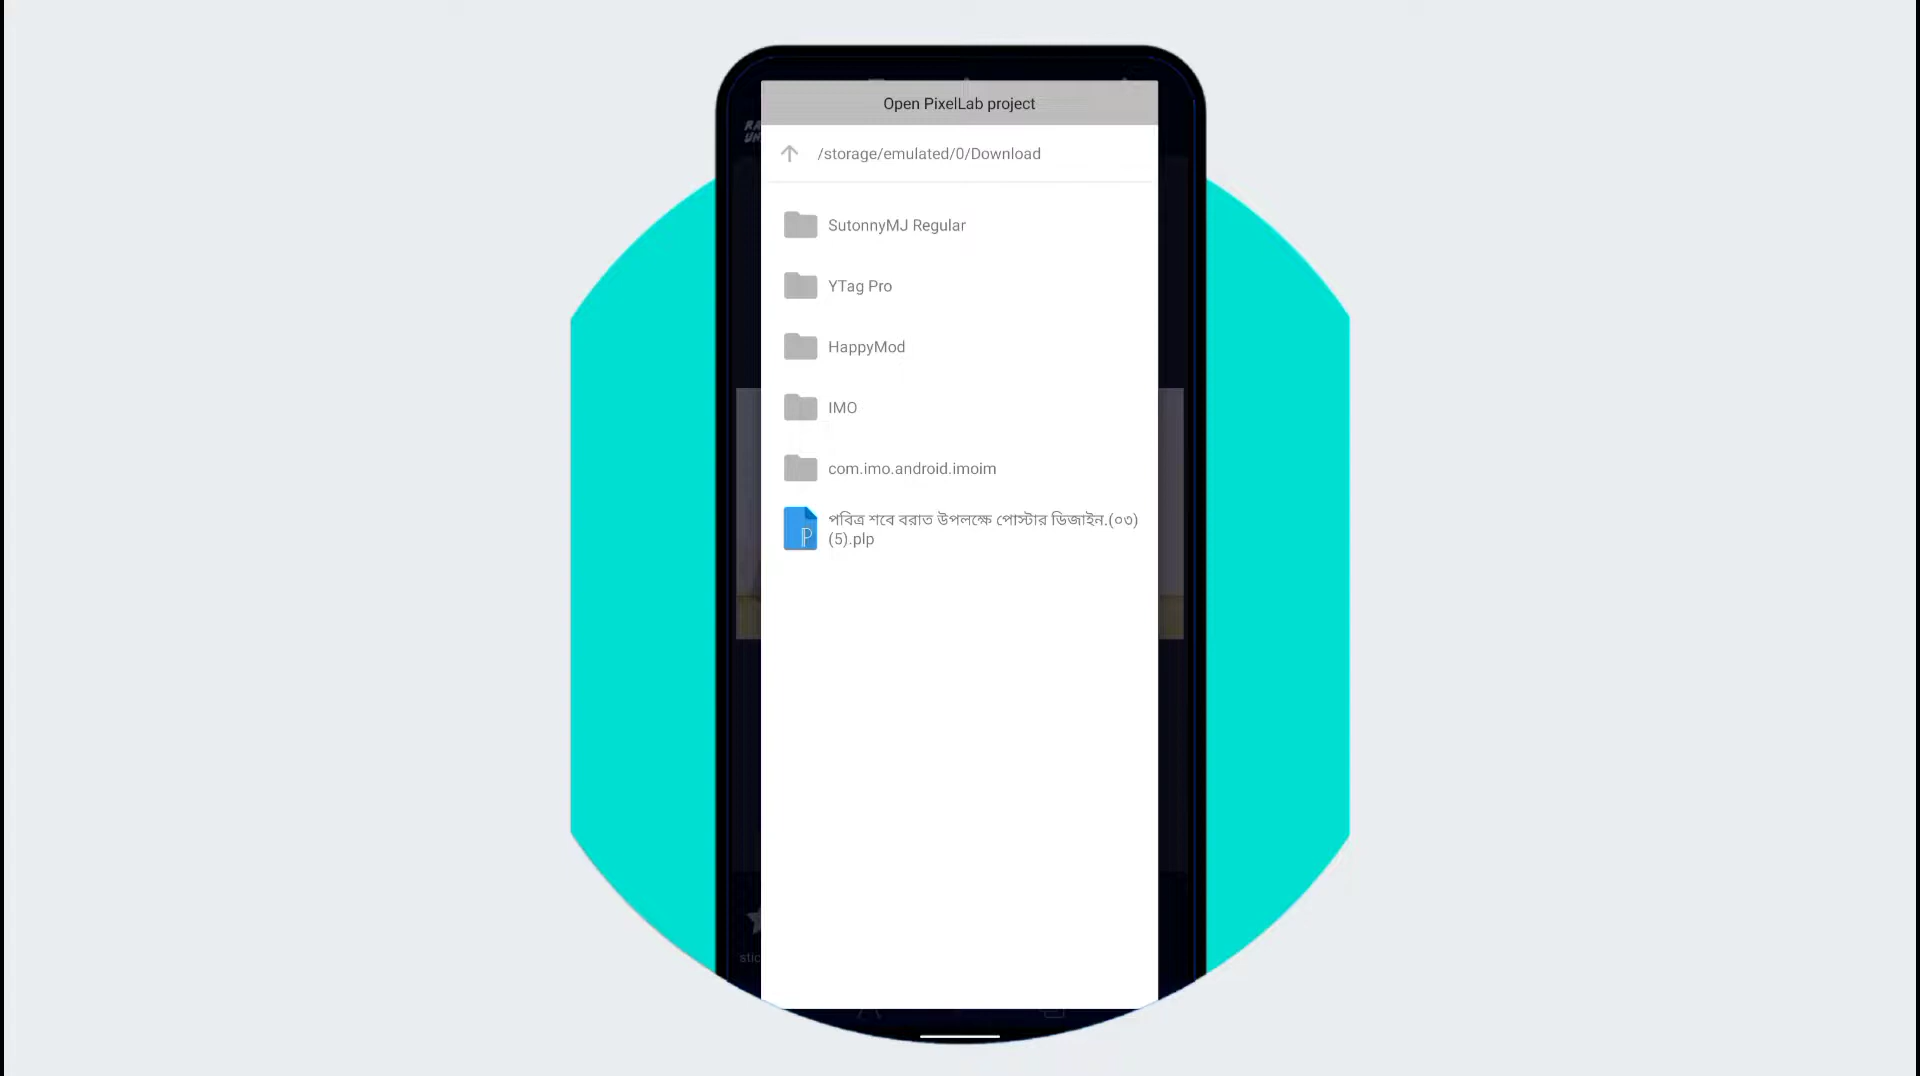 Open PixelLab project
/storage/emulated/0/Download
SutonnyMJ Regular
YTag Pro
HappyMod
IMO
com.imo.android.imoim
পবিত্র শবে বরাত উপলক্ষে পোস্টার ডিজাইন.(০৩)
(5).plp